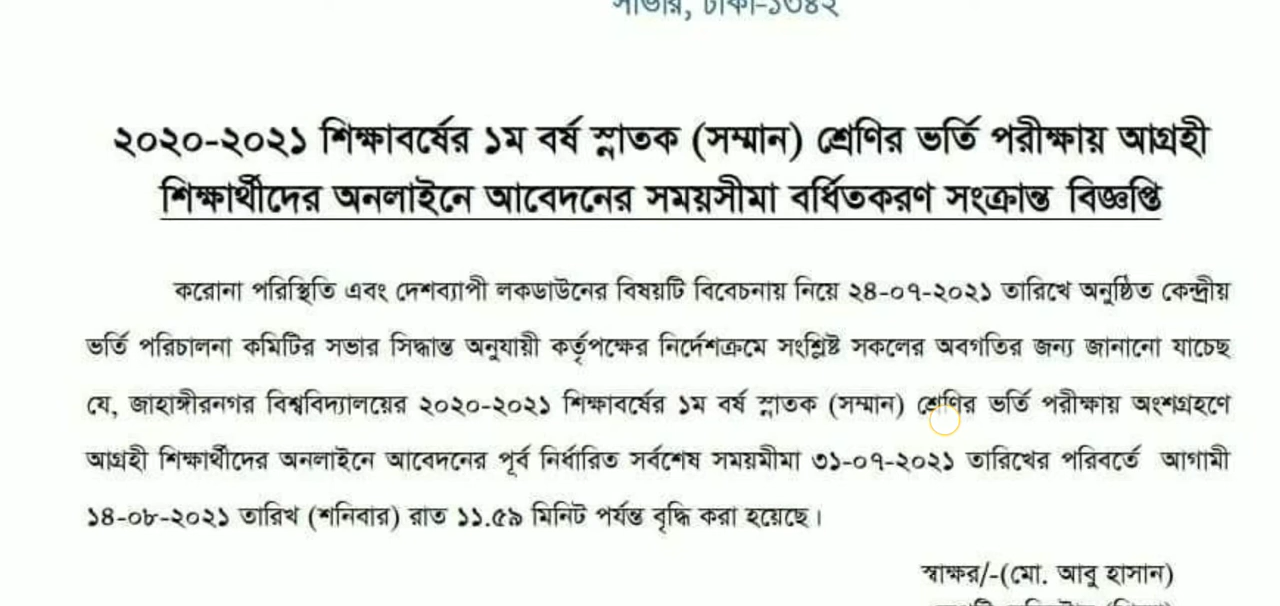 সাভার, ঢাকা-১৩৪২
২০২০-২০২১ শিক্ষাবর্ষের ১ম বর্ষ স্নাতক (সম্মান) শ্রেণির ভর্তি পরীক্ষায় আগ্রহী
শিক্ষার্থীদের অনলাইনে আবেদনের সময়সীমা বর্ধিতকরণ সংক্রান্ত বিজ্ঞপ্তি
করোনা পরিস্থিতি এবং দেশব্যাপী লকডাউনের বিষয়টি বিবেচনায় নিয়ে ২৪-০৭-২০২১ তারিখে অনুষ্ঠিত কেন্দ্রীয়
ভর্তি পরিচালনা কমিটির সভার সিদ্ধান্ত অনুযায়ী কর্তৃপক্ষের নির্দেশক্রমে সংশ্লিষ্ট সকলের অবগতির জন্য জানানো যাচেছ
যে, জাহাঙ্গীরনগর বিশ্ববিদ্যালয়ের ২০২০-২০২১ শিক্ষাবর্ষের ১ম বর্ষ স্নাতক (সম্মান) শ্রেণির ভর্তি পরীক্ষায় অংশগ্রহণে
আগ্রহী শিক্ষার্থীদের অনলাইনে আবেদনের পূর্ব নির্ধারিত সর্বশেষ সময়মীমা ৩১-০৭-২০২১ তারিখের পরিবর্তে আগামী
১৪-০৮-২০২১ তারিখ (শনিবার) রাত ১১.৫৯ মিনিট পর্যন্ত বৃদ্ধি করা হয়েছে।
স্বাক্ষর/-(মো. আবু হাসান)